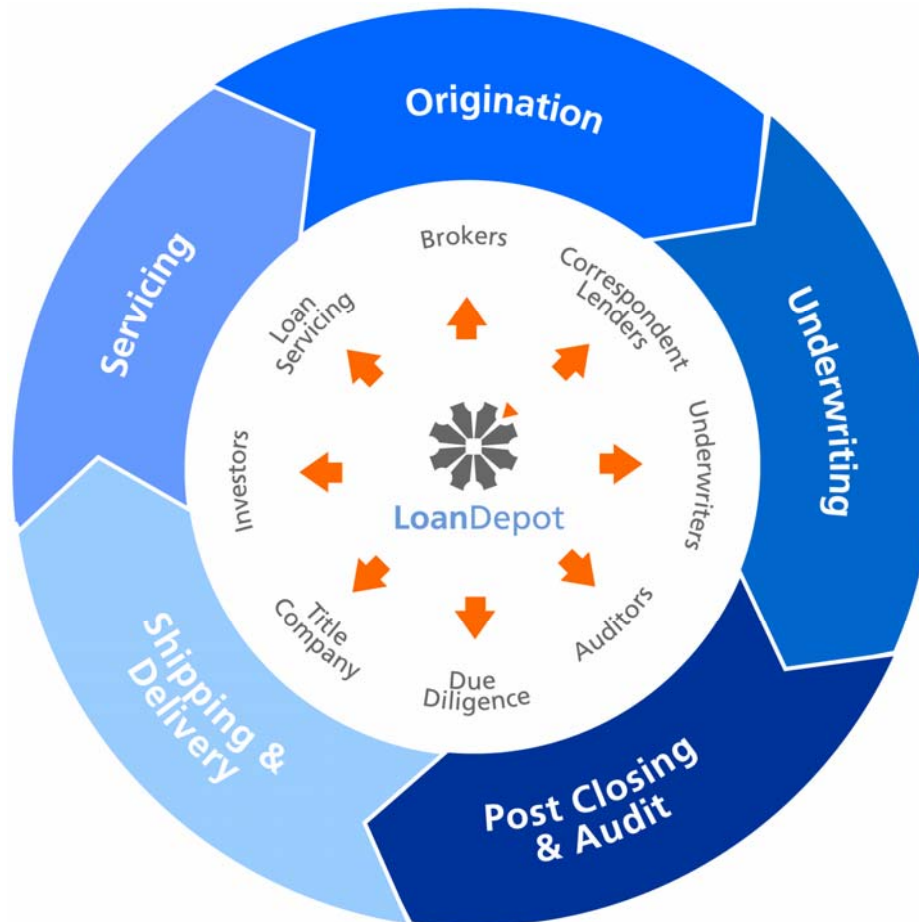 Origination
Underwriting
Post Closing
& Audit
Shipping &
Delivery
Servicing
Brokers
Correspondent
Lenders
Underwriters
Auditors
Due
Diligence
Title
Company
Investors
Loan
Servicing
LoanDepot